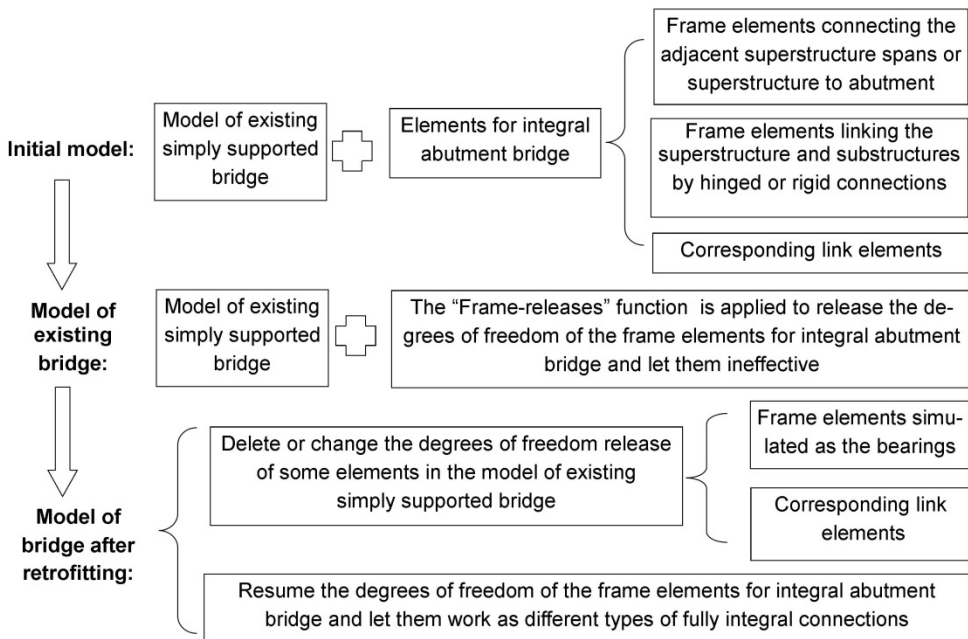 Initial model:
Model of existing
simply supported
bridge
Elements for integral
abutment bridge
Frame elements connecting the
adjacent superstructure spans or
superstructure to abutment
Frame elements linking the
superstructure and substructures
by hinged or rigid connections
Corresponding link elements
Model of
existing
bridge:
Model of existing
simply supported
bridge
The “Frame-releases” function is applied to release the de-
grees of freedom of the frame elements for integral abutment
bridge and let them ineffective
Model of
bridge after
retrofitting:
Delete or change the degrees of freedom release
of some elements in the model of existing
simply supported bridge
Frame elements simu-
lated as the bearings
Corresponding link
elements
Resume the degrees of freedom of the frame elements for integral abutment
bridge and let them work as different types of fully integral connections